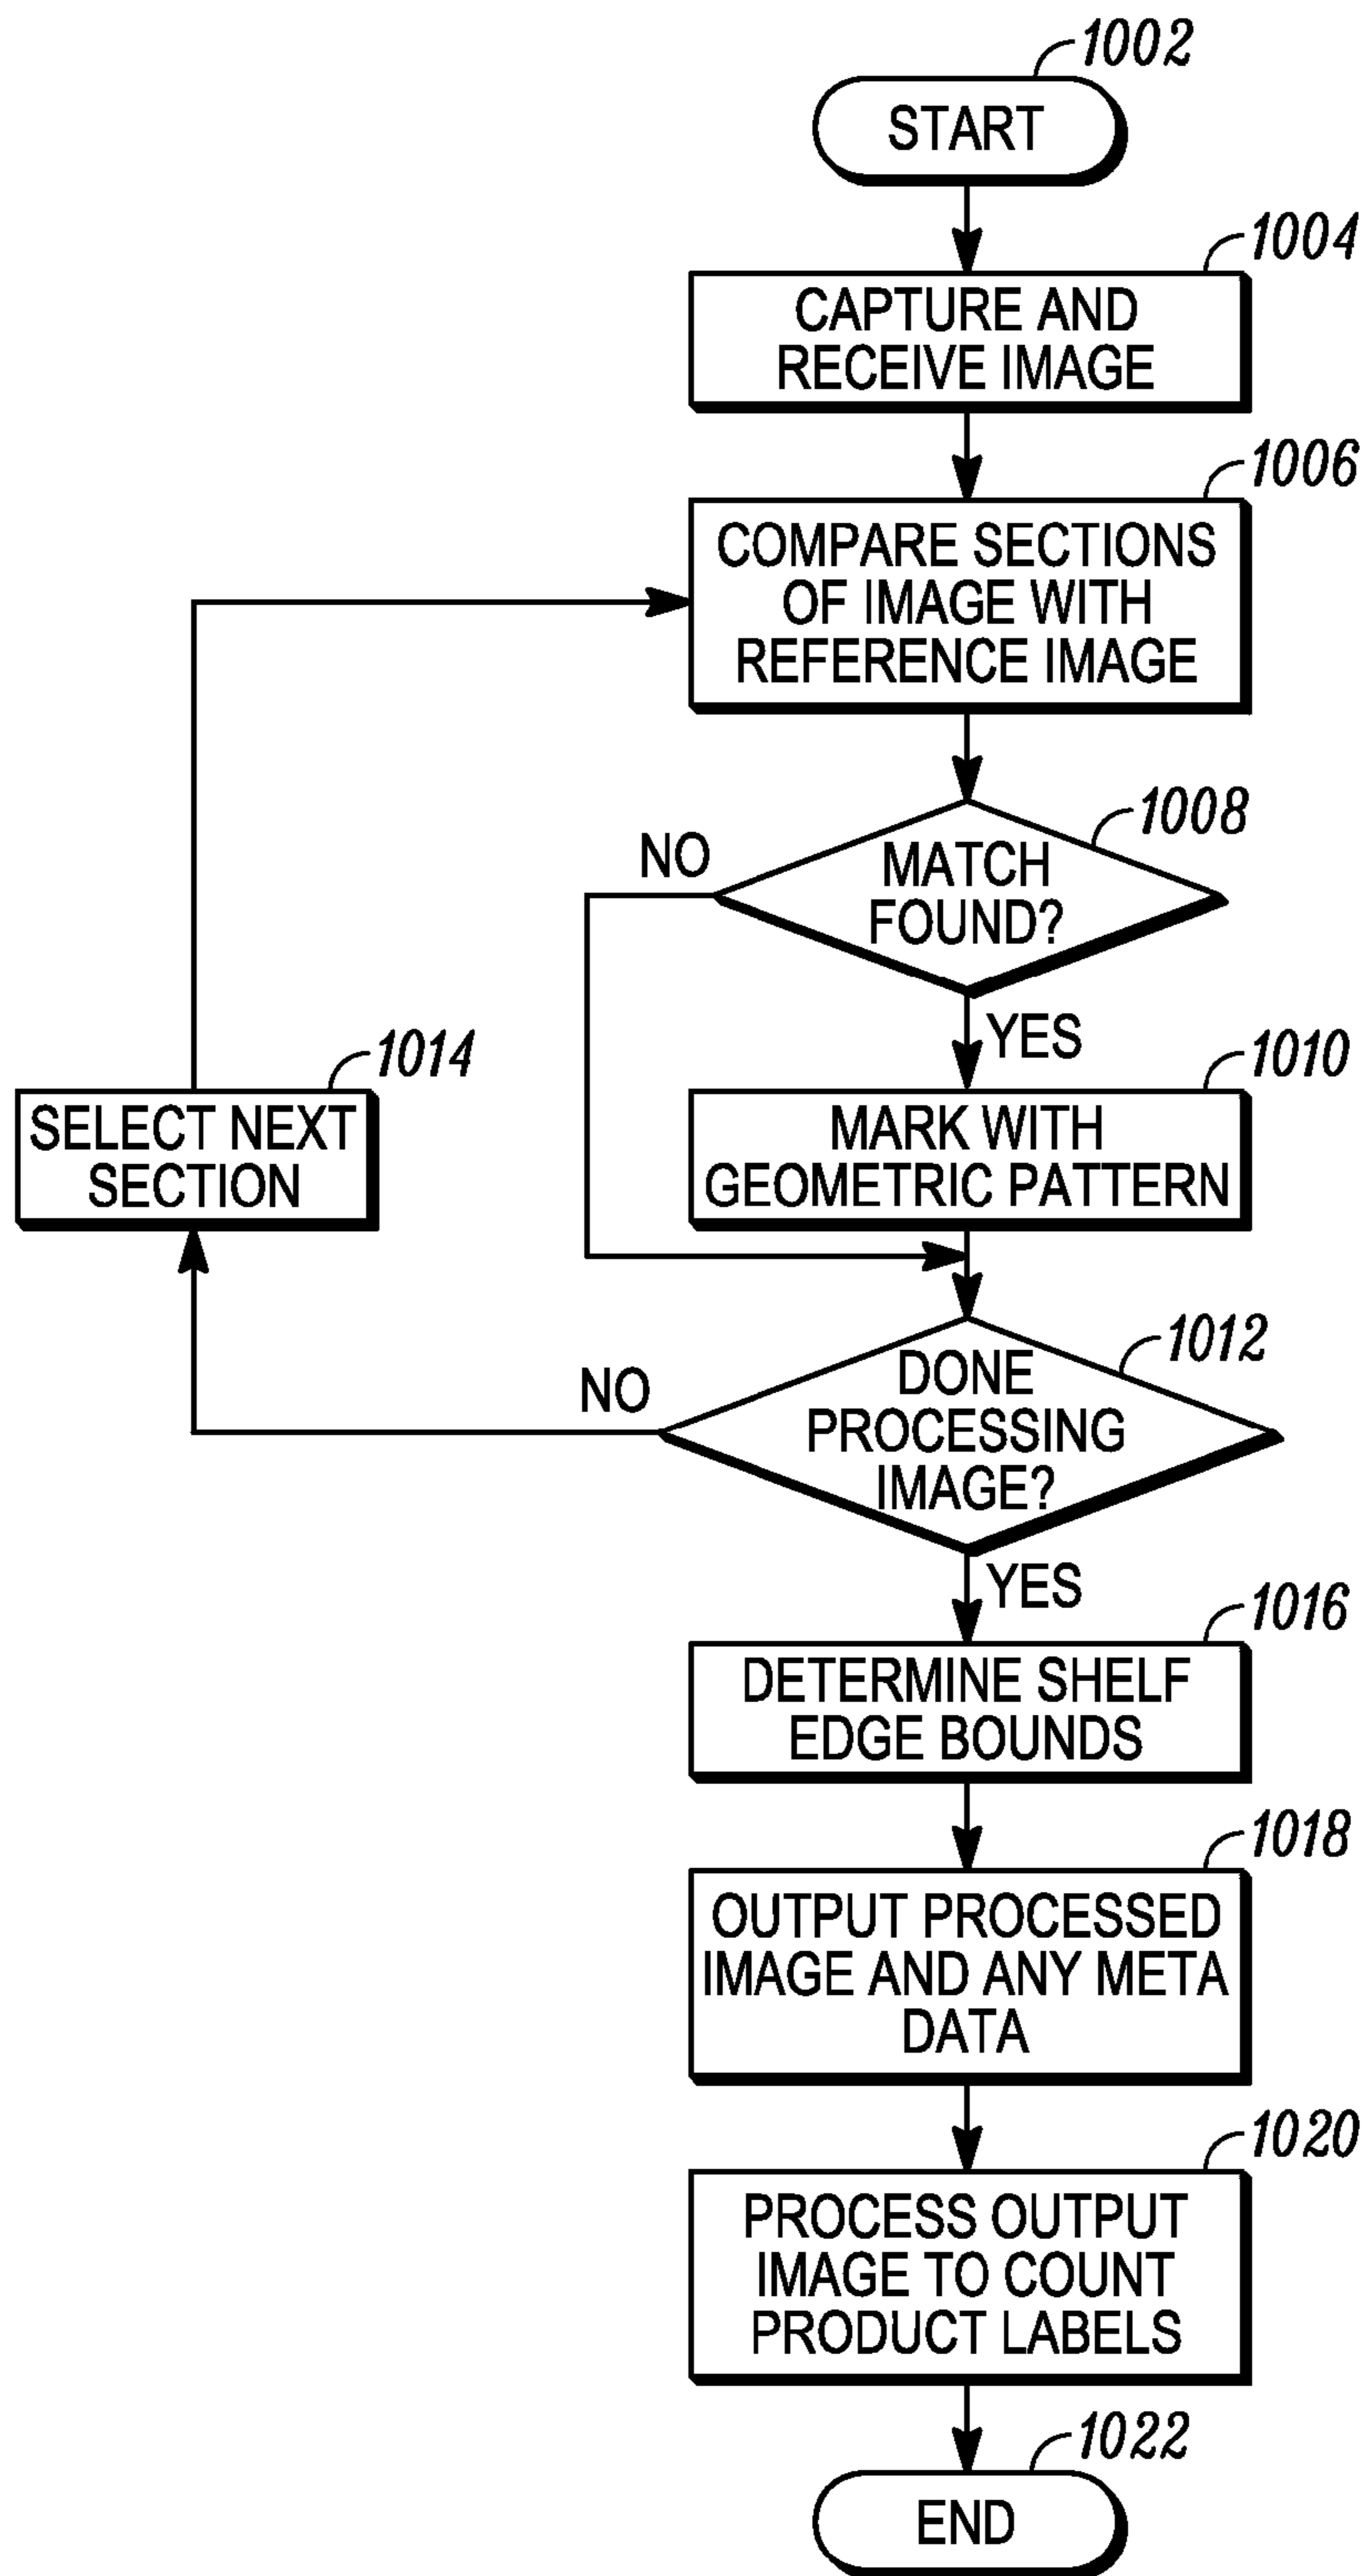 1002
START
1004
CAPTURE AND
RECEIVE IMAGE
1006
COMPARE SECTIONS
OF IMAGE WITH
REFERENCE IMAGE
1008
NO
MATCH
FOUND?
YES
1010
MARK WITH
GEOMETRIC PATTERN
1014
SELECT NEXT
SECTION
1012
NO
DONE
PROCESSING
IMAGE?
YES
1016
DETERMINE SHELF
EDGE BOUNDS
1018
OUTPUT PROCESSED
IMAGE AND ANY META
DATA
1020
PROCESS OUTPUT
IMAGE TO COUNT
PRODUCT LABELS
1022
END